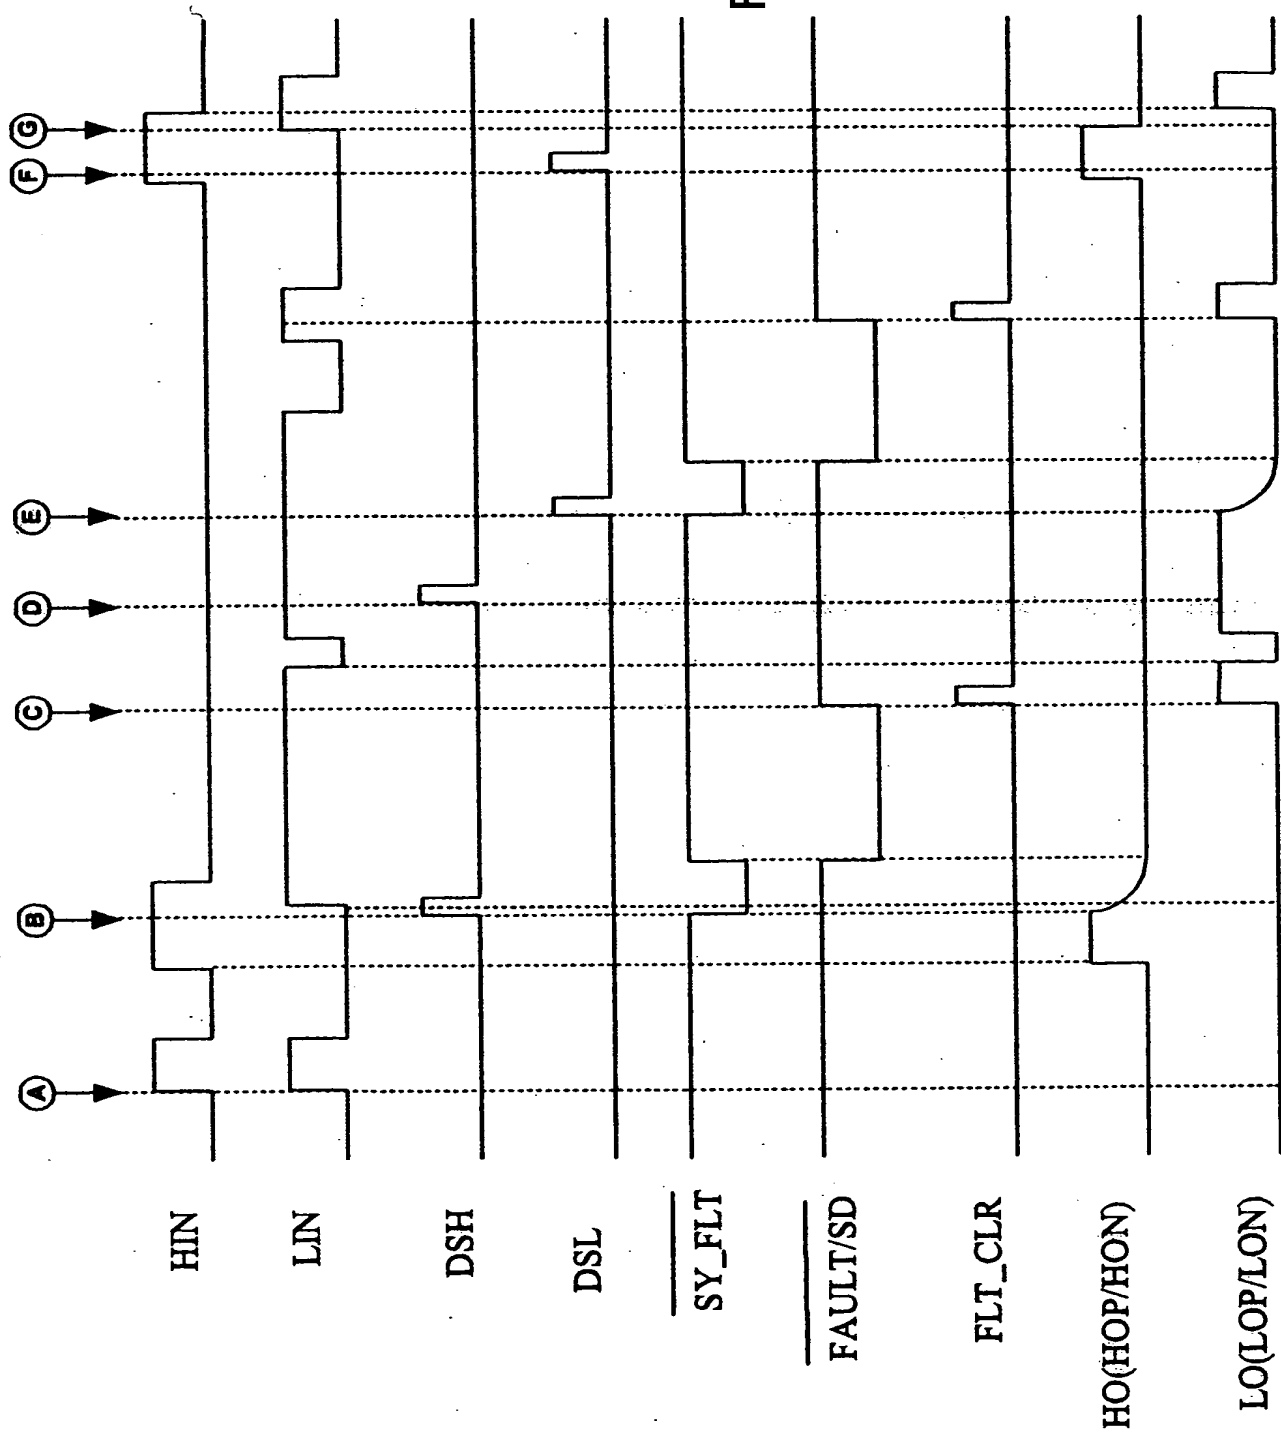 A
B
C
D
E
F
G
HIN
LIN
DSH
DSL
SY_FLT
FAULT/SD
FLT_CLR
HO(HOP/HON)
LO(LOP/LON)